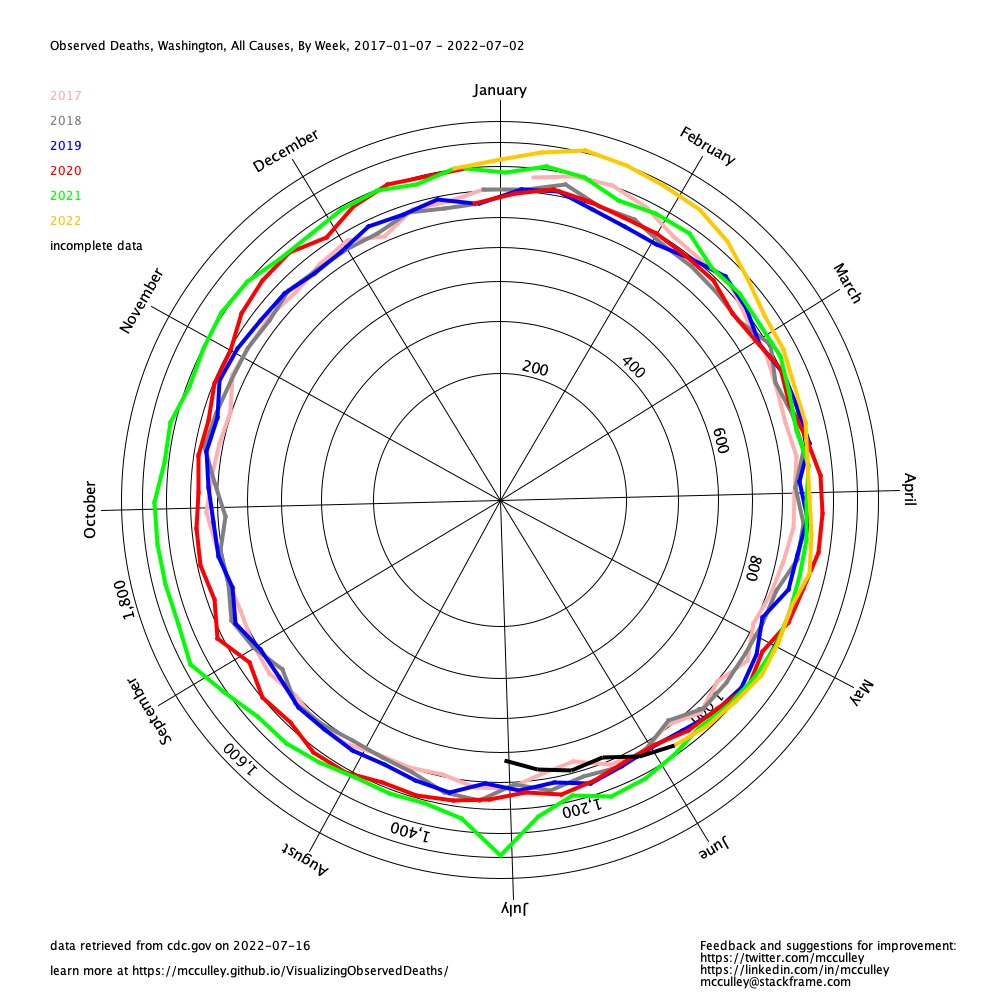 Observed Deaths, Washington, All Causes, By Week, 2017-01-07 - 2022-07-02
January
2017
2018
2019
2020
2021
2022
incomplete data
December
February
November
March
200
400
600
October
April
800
1,800
September
May
1,600
1,200
1,400
August
June
July
data retrieved from cdc.gov on 2022-07-16
learn more at https://mcculley.github.io/VisualizingObservedDeaths/
Feedback and suggestions for improvement:
https://twitter.com/mcculley
https://linkedin.com/in/mcculley
mcculley@stackframe.com